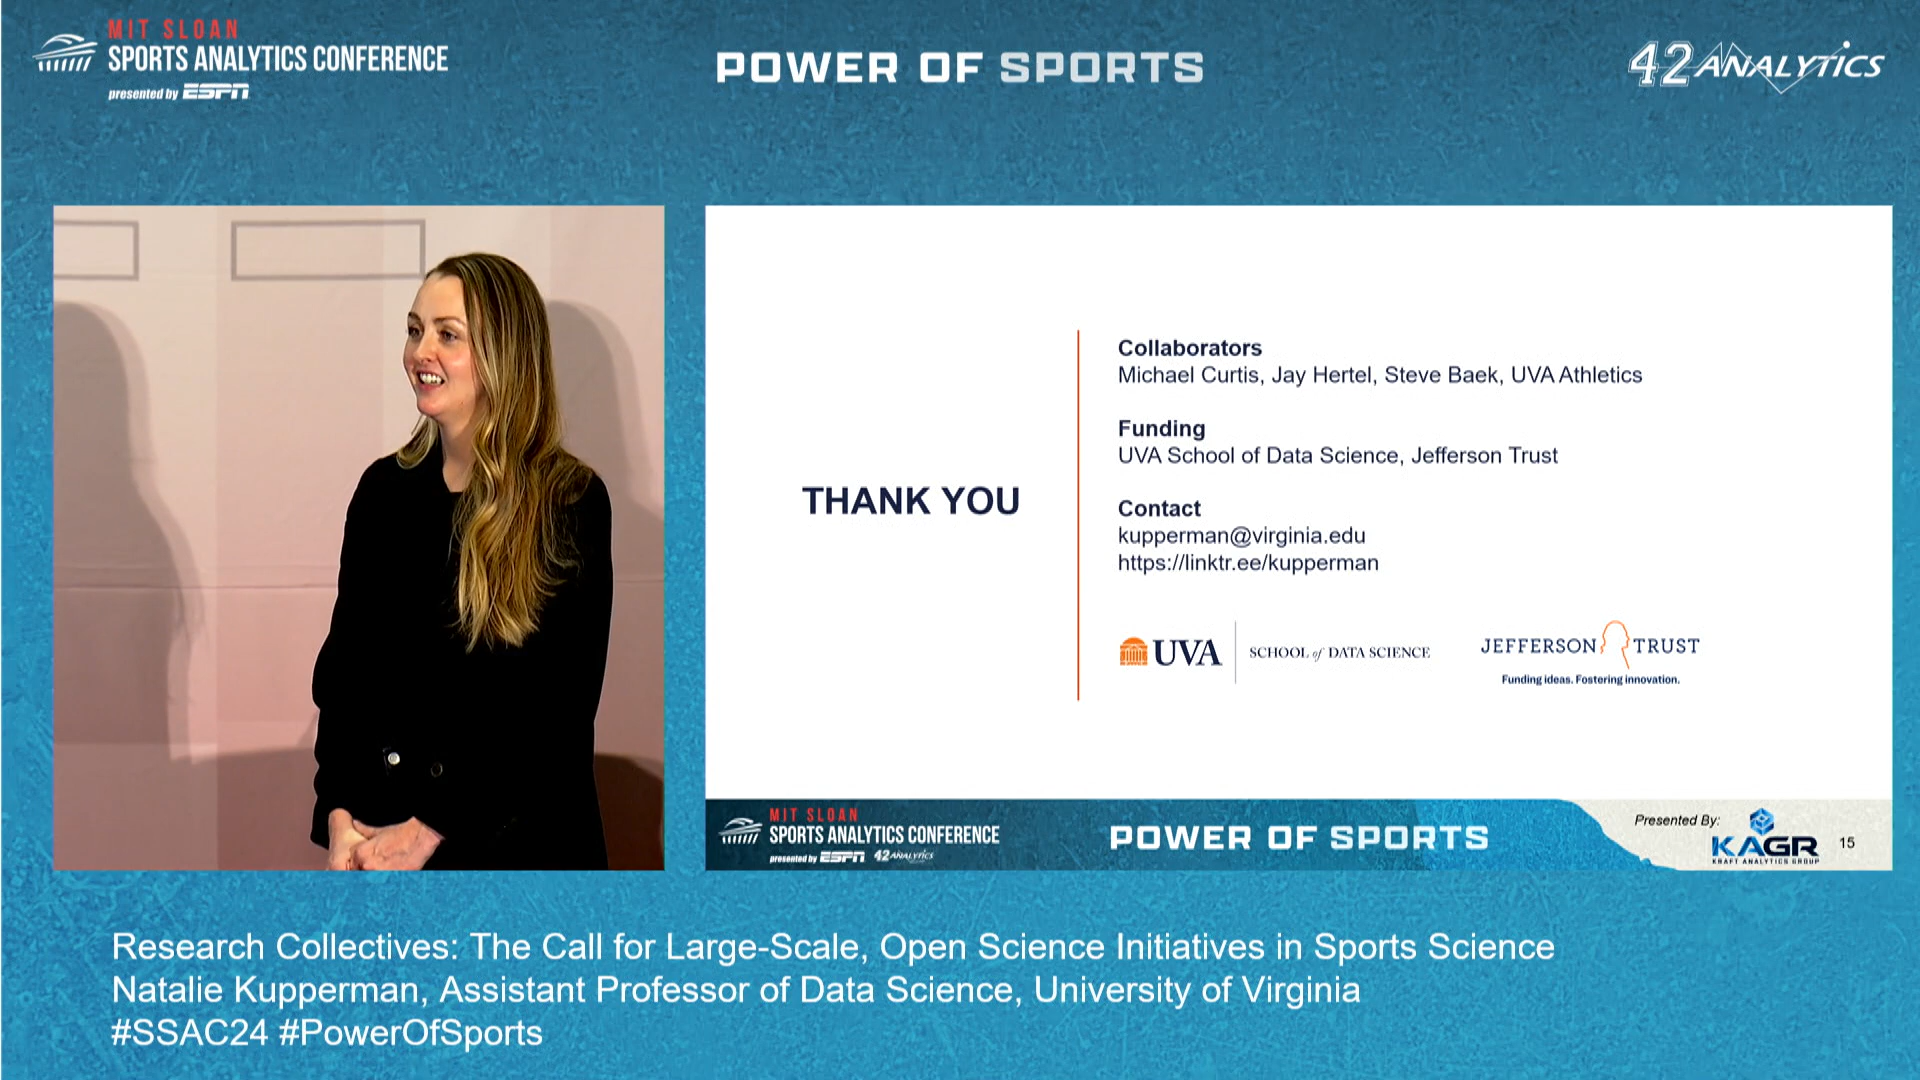 MIT SLOAN
SPORTS ANALYTICS CONFERENCE
presented by ESPN
POWER OF SPORTS
42 ANALYTICS
THANK YOU
Collaborators
Michael Curtis, Jay Hertel, Steve Baek, UVA Athletics
Funding
UVA School of Data Science, Jefferson Trust
Contact
kupperman@virginia.edu
https://linktr.ee/kupperman
UVA SCHOOL of DATA SCIENCE
JEFFERSON TRUST
Funding ideas. Fostering innovation.
MIT SLOAN
SPORTS ANALYTICS CONFERENCE
presented by ESPN 42 ANALYTICS
POWER OF SPORTS
Presented By:
KAGR
KRAFT ANALYTICS GROUP
15
Research Collectives: The Call for Large-Scale, Open Science Initiatives in Sports Science
Natalie Kupperman, Assistant Professor of Data Science, University of Virginia
#SSAC24 #PowerOfSports